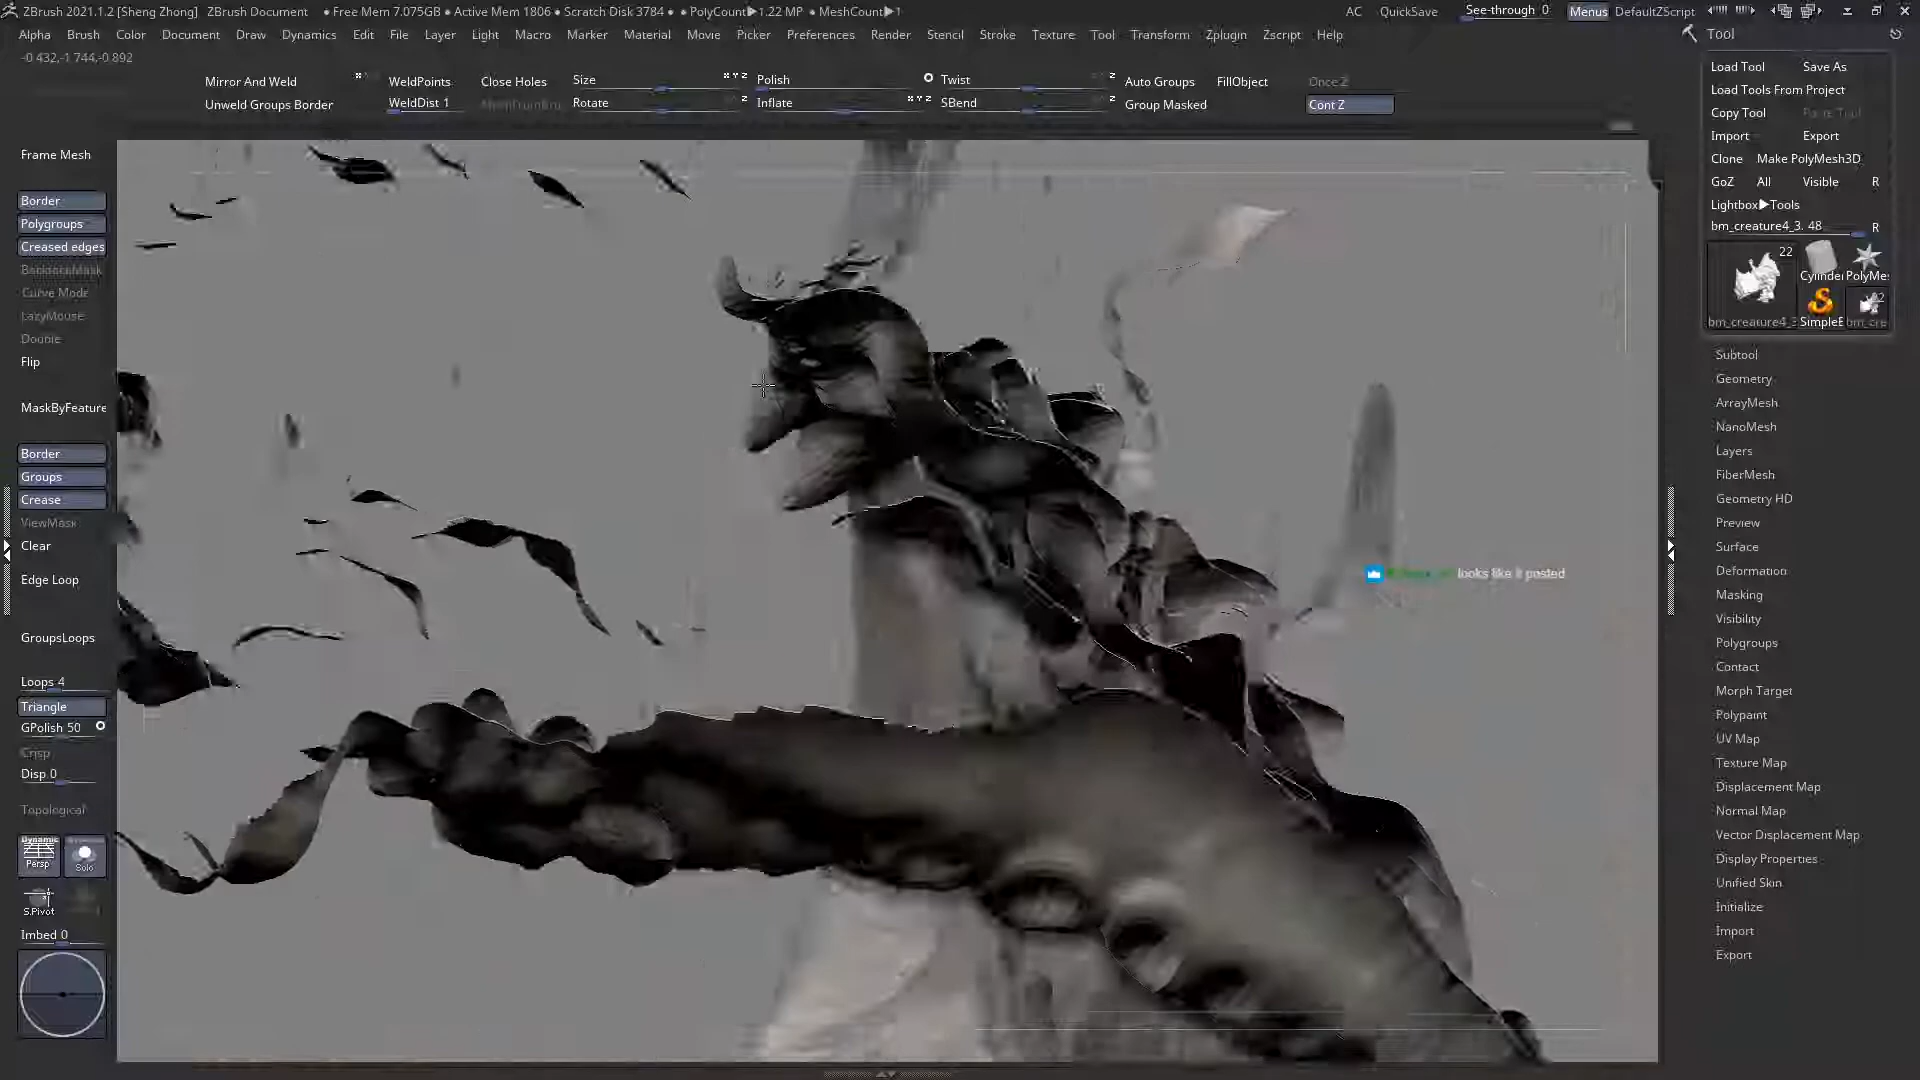 ZBrush 2021.1.2 [Sheng Zhong] ZBrush Document • Free Mem 7.075GB • Active Mem 1806 • Scratch Disk 3784 • PolyCount▶1.22 MP • MeshCount▶1 AC QuickSave See-through 0 Menus DefaultZScript
Alpha Brush Color Document Draw Dynamics Edit File Layer Light Macro Marker Material Movie Picker Preferences Render Stencil Stroke Texture Tool Transform Zplugin Zscript Help
-0.432,-1.744,-0.892
Mirror And Weld WeldPoints Close Holes Size Polish Twist Auto Groups FillObject Once Z
Unweld Groups Border WeldDist 1 Rotate Inflate SBend Group Masked Cont Z
Frame Mesh
Border
Polygroups
Creased edges
BackfaceMask
Curve Mode
LazyMouse
Double
Flip
MaskByFeature
Border
Groups
Crease
ViewMask
Clear
Edge Loop
GroupsLoops
Loops 4
Triangle
GPolish 50
Crisp
Disp 0
Topological
Dynamic
Persp
Solo
S.Pivot
Imbed 0
looks like it posted
Tool
Load Tool Save As
Load Tools From Project
Copy Tool Paste Tool
Import Export
Clone Make PolyMesh3D
GoZ All Visible R
Lightbox▶Tools
bm_creature4_3. 48 R
22
Cylinder PolyMes
22
bm_creature4_3 SimpleE bm_cre
Subtool
Geometry
ArrayMesh
NanoMesh
Layers
FiberMesh
Geometry HD
Preview
Surface
Deformation
Masking
Visibility
Polygroups
Contact
Morph Target
Polypaint
UV Map
Texture Map
Displacement Map
Normal Map
Vector Displacement Map
Display Properties
Unified Skin
Initialize
Import
Export